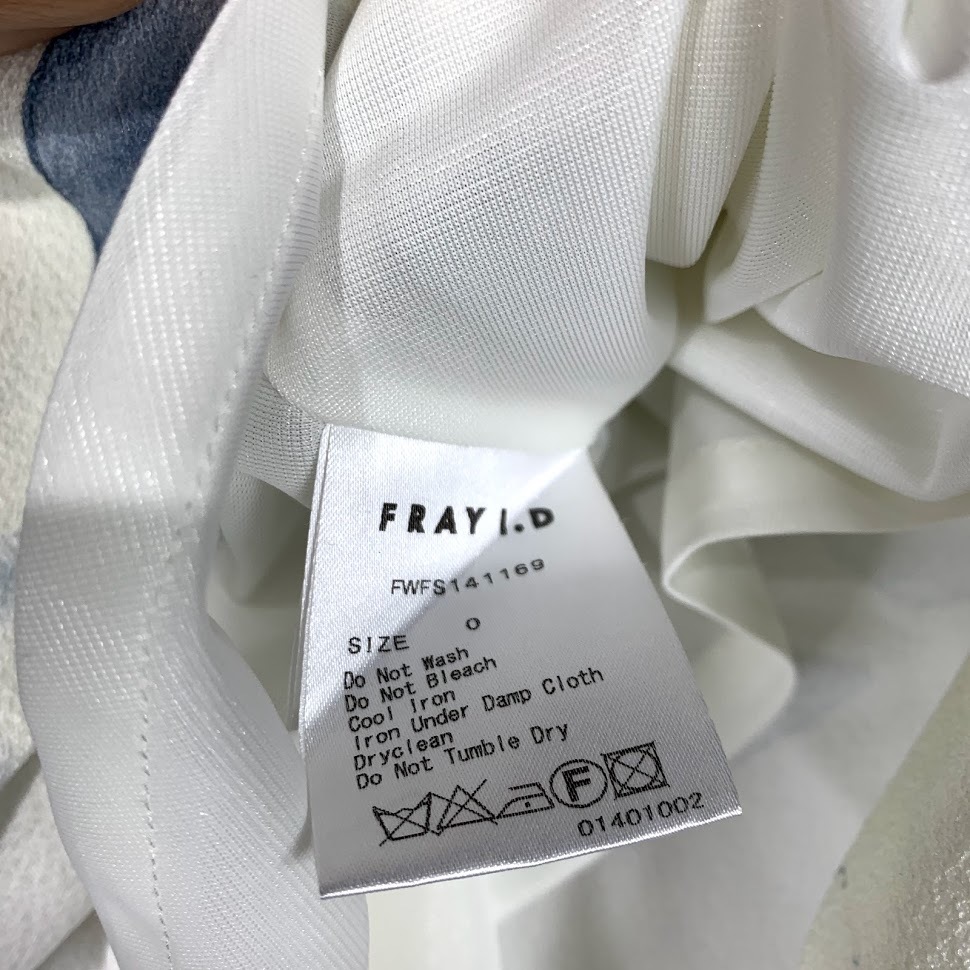 FRAY I.D
FWFS141169
SIZE 0
Do Not Wash
Do Not Bleach
Cool Iron
Iron Under Damp Cloth
Dryclean
Do Not Tumble Dry
F
01401002